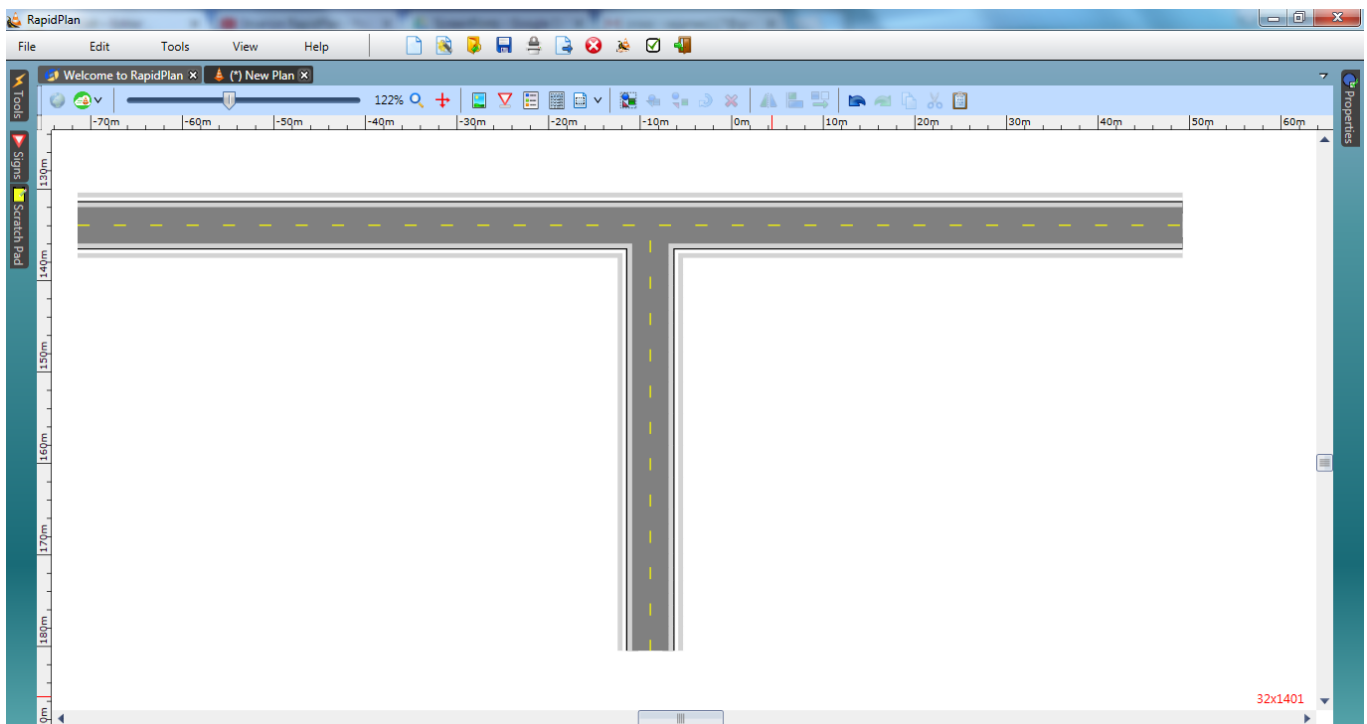 RapidPlan
File Edit Tools View Help
Welcome to RapidPlan (*) New Plan
122%
-70m -60m -50m -40m -30m -20m -10m 0m 10m 20m 30m 40m 50m 60m
Tools
Signs
Scratch Pad
Properties
130m
140m
150m
160m
170m
180m
32x1401